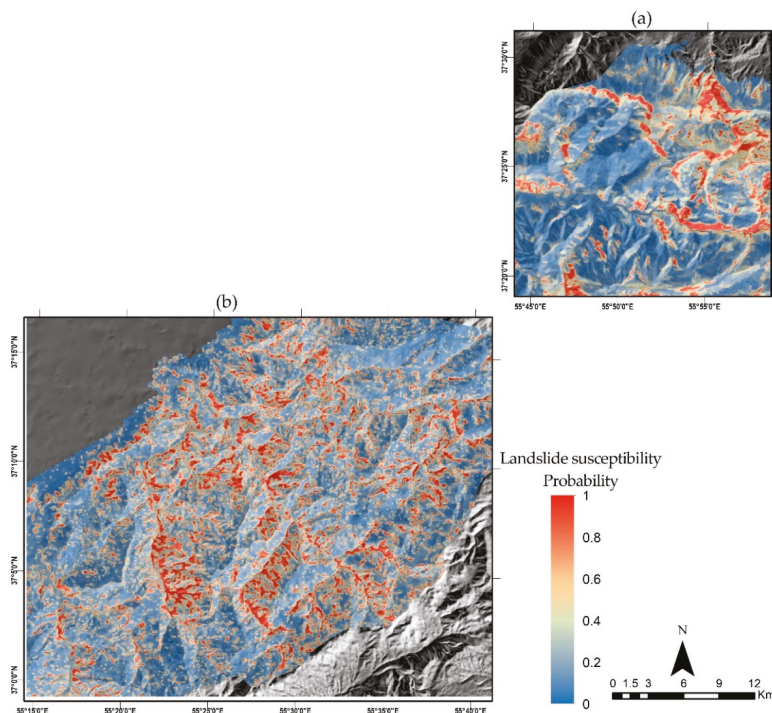 (a)
37°30'0"N
37°25'0"N
37°20'0"N
55°45'0"E 55°50'0"E 55°55'0"E
(b)
37°15'0"N
37°10'0"N
37°5'0"N
37°0'0"N
55°15'0"E 55°20'0"E 55°25'0"E 55°30'0"E 55°35'0"E 55°40'0"E
Landslide susceptibility
Probability
1
0.8
0.6
0.4
0.2
0
N
0 1.5 3 6 9 12
Km